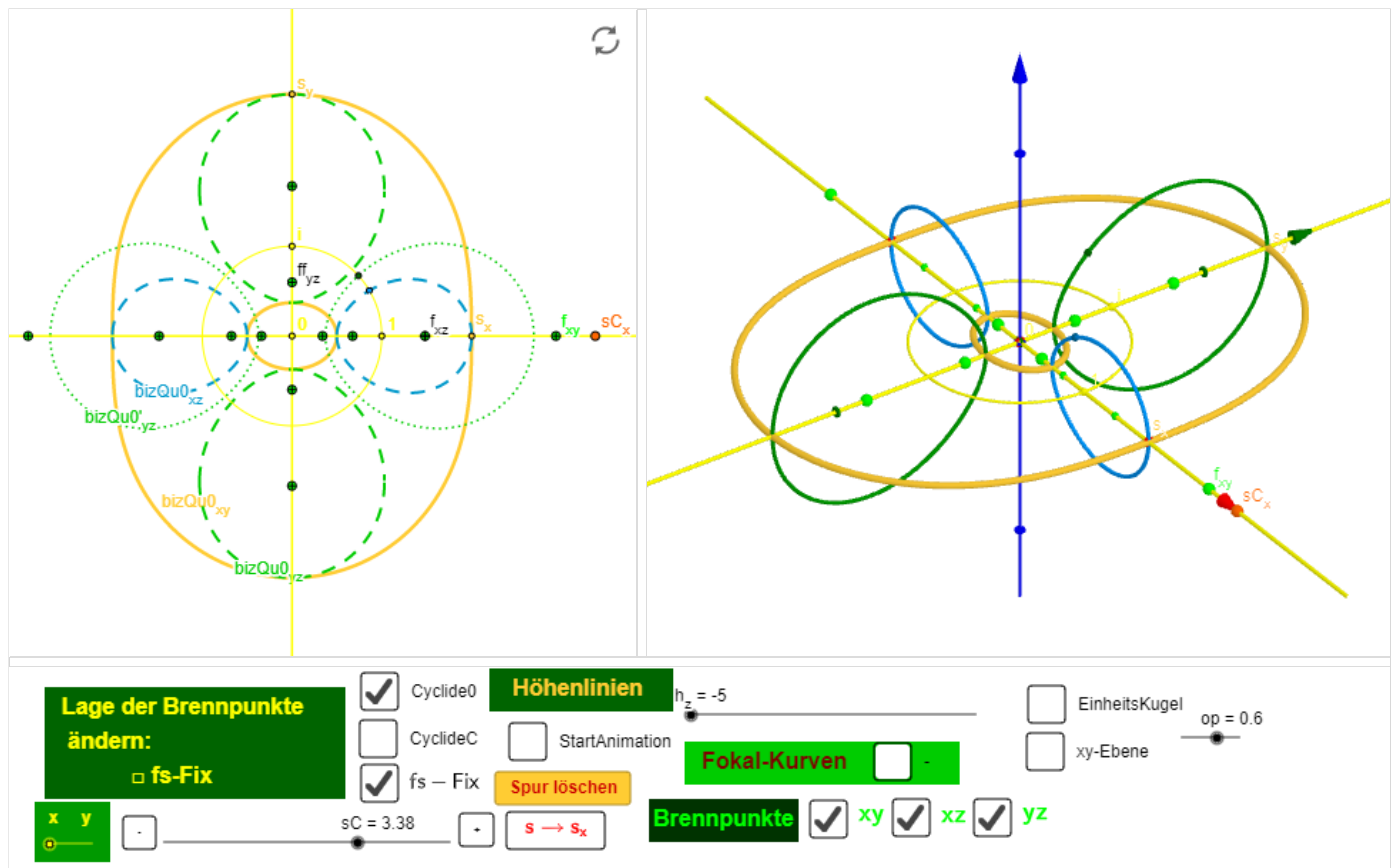 s_y
i
ff_yz
0
1
f_xz
s_x
f_xy
sC_x
bizQu0_xz
bizQu0'_yz
bizQu0_xy
bizQu0_yz
s_y
i
0
s
f_xy
sC_x
Lage der Brennpunkte
ändern:
□ fs-Fix
x y
-
sC = 3.38
+
Cyclide0
CyclideC
fs – Fix
Höhenlinien
StartAnimation
Spur löschen
s → s_x
h_z = -5
Fokal-Kurven
-
Brennpunkte
xy
xz
yz
EinheitsKugel
xy-Ebene
op = 0.6